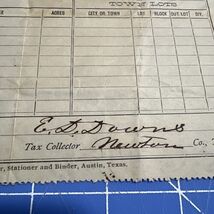 TOWN LOTS
ACRES CITY OR TOWN LOT BLOCK OUT LOT DIV.
E. D. Downs
Tax Collector, Newton Co., T
r, Stationer and Binder, Austin, Texas.